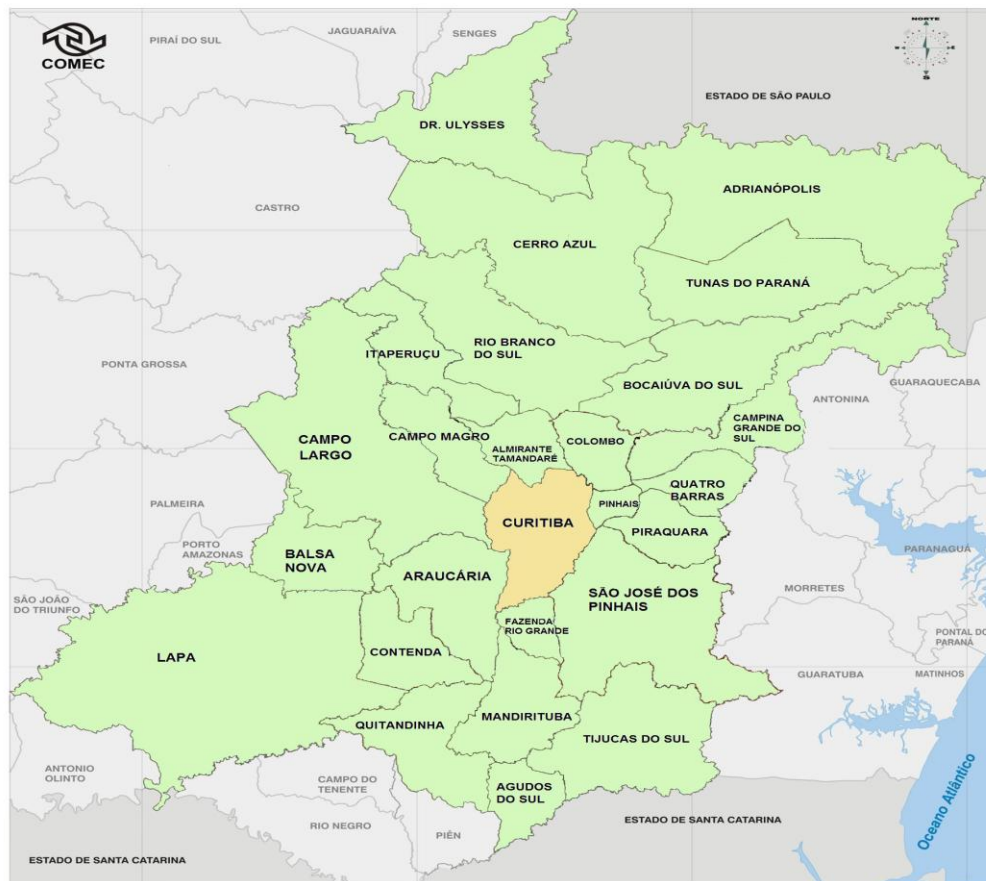 COMEC
PIRAÍ DO SUL
JAGUARAÍVA
SENGES
NORTE
S
ESTADO DE SÃO PAULO
DR. ULYSSES
ADRIANÓPOLIS
CASTRO
CERRO AZUL
TUNAS DO PARANÁ
ITAPERUÇU
RIO BRANCO
DO SUL
PONTA GROSSA
BOCAIÚVA DO SUL
GUARAQUECABA
ANTONINA
CAMPINA
GRANDE DO
SUL
CAMPO
LARGO
CAMPO MAGRO
ALMIRANTE
TAMANDARÉ
COLOMBO
QUATRO
BARRAS
PALMEIRA
PINHAIS
CURITIBA
PIRAQUARA
PORTO
AMAZONAS
BALSA
NOVA
PARANAGUÁ
ARAUCÁRIA
SÃO JOSÉ DOS
PINHAIS
MORRETES
SÃO JOÃO
DO TRIUNFO
FAZENDA
RIO GRANDE
PONTAL DO
PARANÁ
LAPA
CONTENDA
GUARATUBA
MATINHOS
QUITANDINHA
MANDIRITUBA
TIJUCAS DO SUL
ANTONIO
OLINTO
CAMPO DO
TENENTE
AGUDOS
DO SUL
RIO NEGRO
PIÊN
ESTADO DE SANTA CATARINA
Oceano Atlântico
ESTADO DE SANTA CATARINA